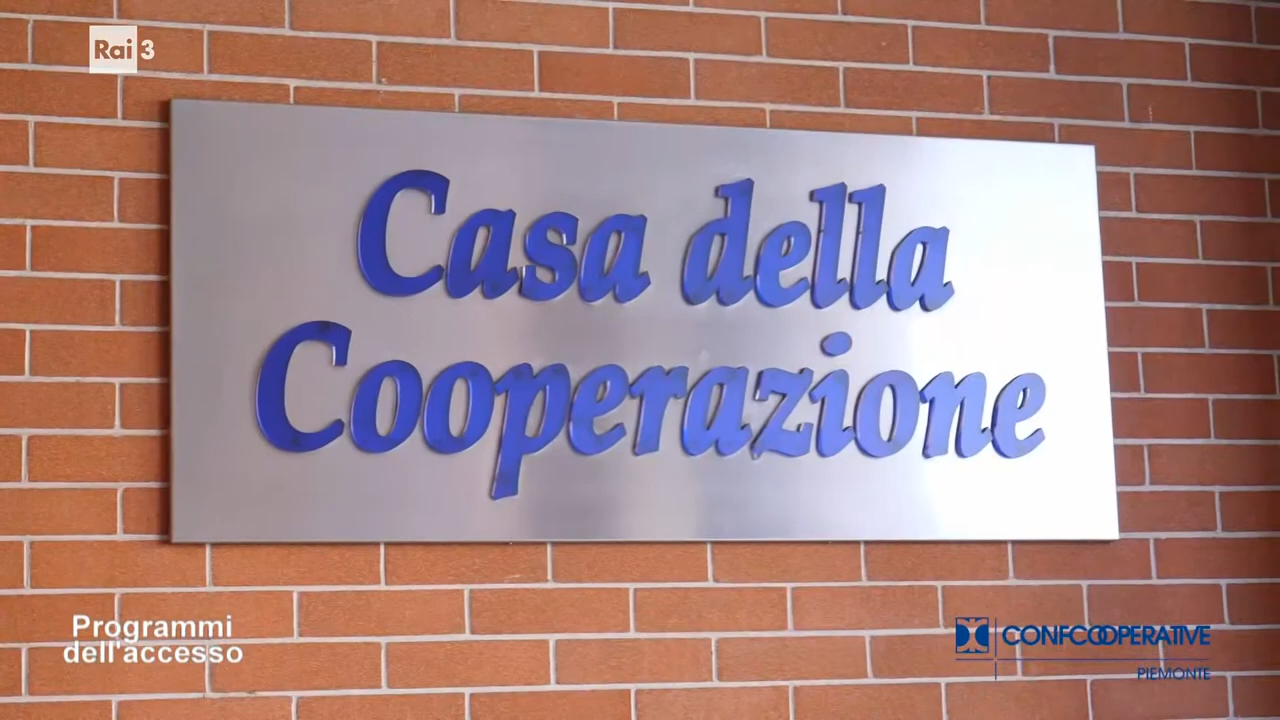 Rai 3
Casa della
Cooperazione
Programmi
dell'accesso
CONFCOOPERATIVE
PIEMONTE